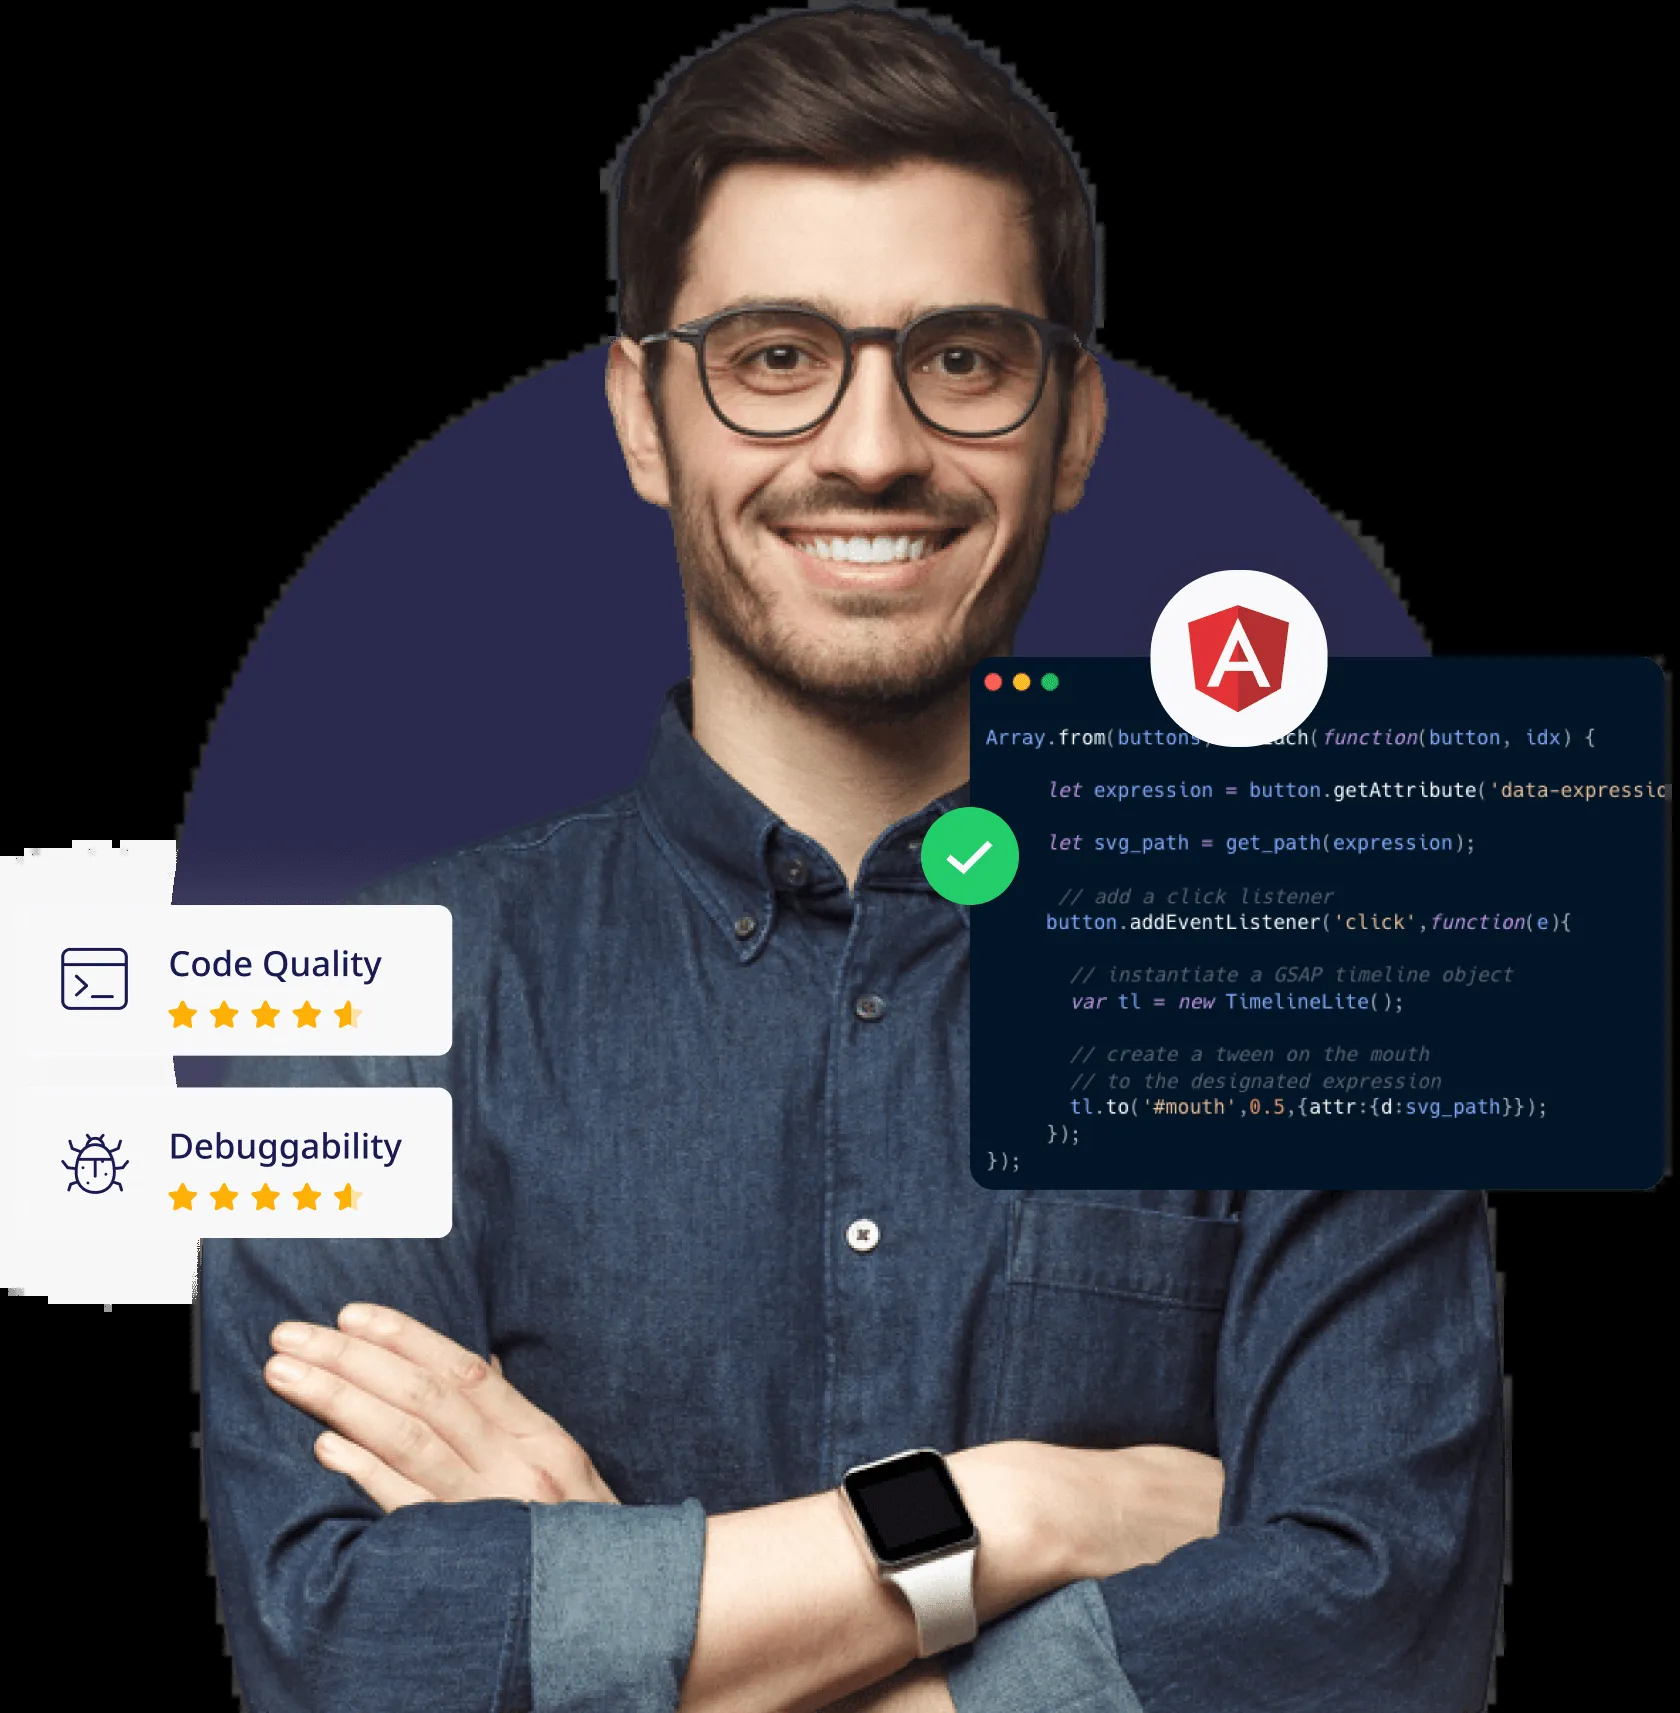 Array.from(buttons) ach(function(button, idx) {
let expression = button.getAttribute('data-expressio
let svg_path = get_path(expression);
// add a click listener
button.addEventListener('click',function(e){
// instantiate a GSAP timeline object
var tl = new TimelineLite();
// create a tween on the mouth
// to the designated expression
tl.to('#mouth',0.5,{attr:{d:svg_path}});
});
});
Code Quality
Debuggability